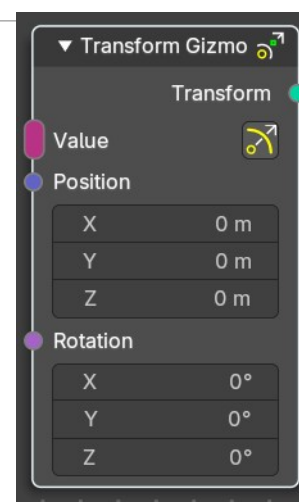 Transform Gizmo
Transform
Value
Position
X 0 m
Y 0 m
Z 0 m
Rotation
X 0°
Y 0°
Z 0°